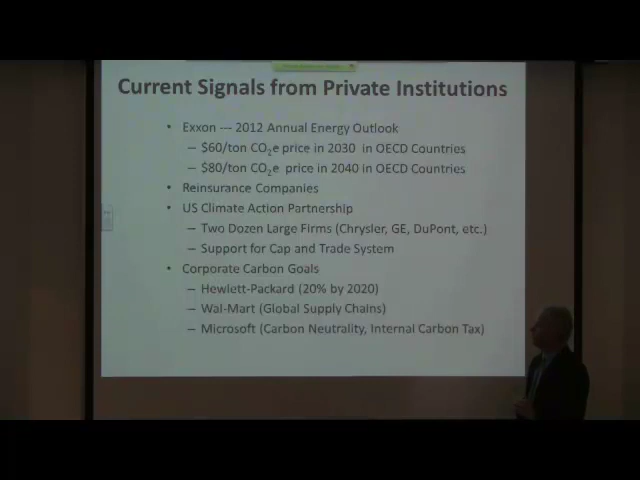 Current Signals from Private Institutions
• Exxon --- 2012 Annual Energy Outlook
– $60/ton CO₂e price in 2030 in OECD Countries
– $80/ton CO₂e price in 2040 in OECD Countries
• Reinsurance Companies
• US Climate Action Partnership
– Two Dozen Large Firms (Chrysler, GE, DuPont, etc.)
– Support for Cap and Trade System
• Corporate Carbon Goals
– Hewlett-Packard (20% by 2020)
– Wal-Mart (Global Supply Chains)
– Microsoft (Carbon Neutrality, Internal Carbon Tax)